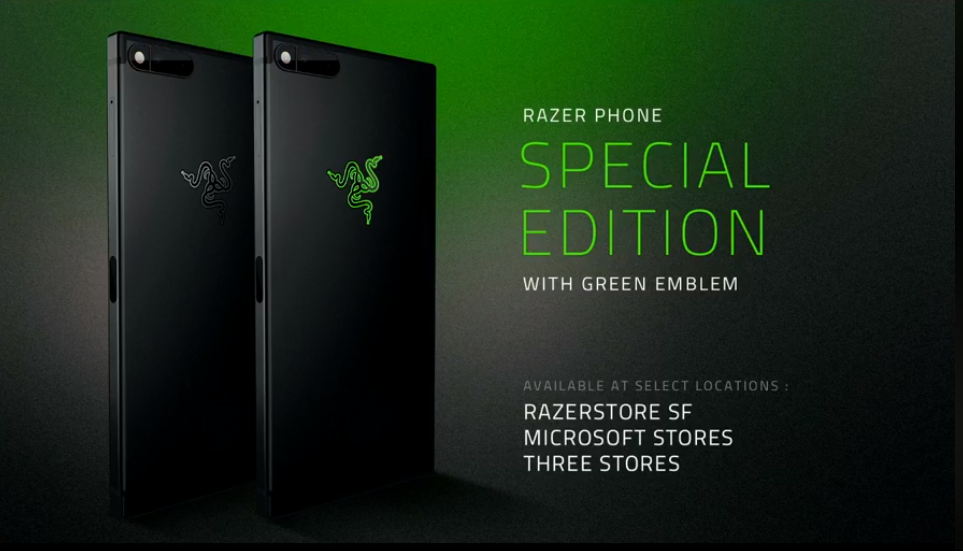 RAZER PHONE
SPECIAL
EDITION
WITH GREEN EMBLEM
AVAILABLE AT SELECT LOCATIONS :
RAZERSTORE SF
MICROSOFT STORES
THREE STORES